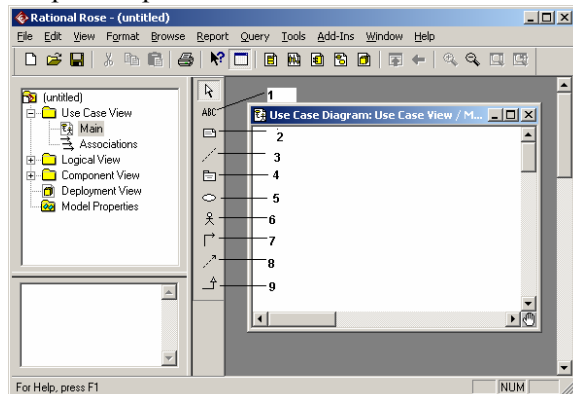 Rational Rose - (untitled)
File Edit View Format Browse Report Query Tools Add-Ins Window Help
(untitled)
Use Case View
Main
Associations
Logical View
Component View
Deployment View
Model Properties
ABC
1
Use Case Diagram: Use Case View / M...
2
3
4
5
6
7
8
9
For Help, press F1
NUM